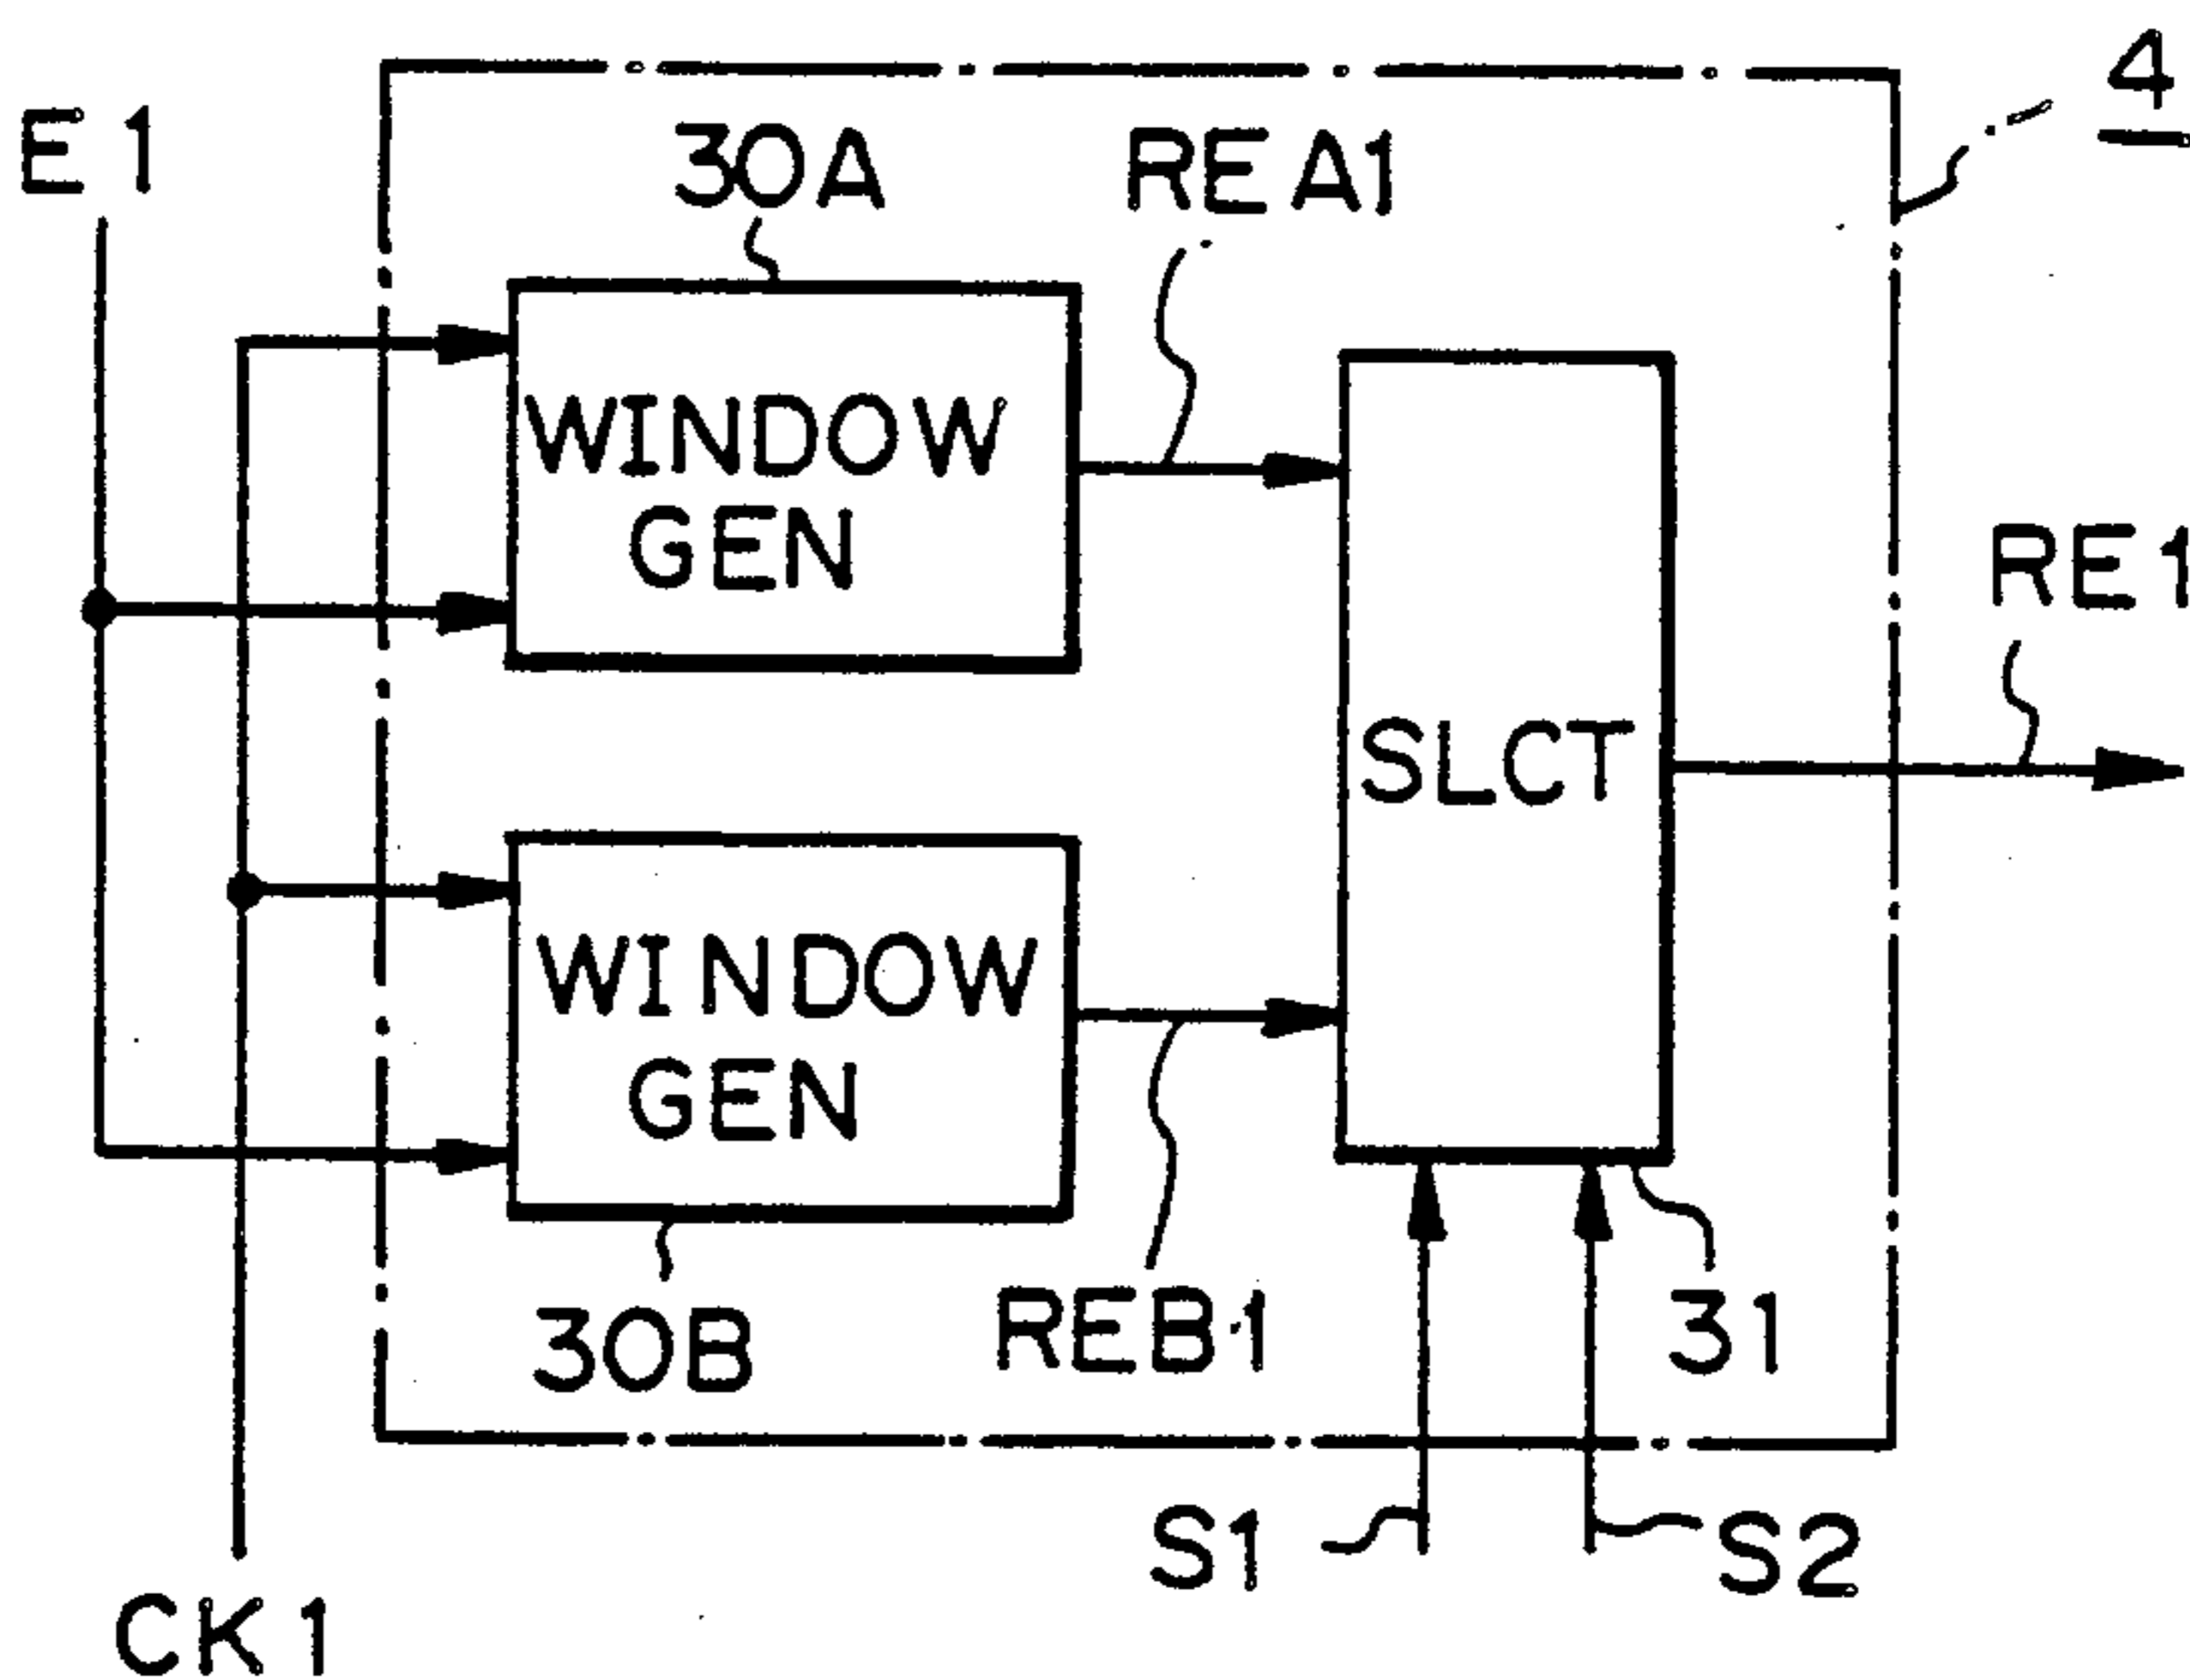 4
E1
30A
REA1
WINDOW
GEN
RE1
SLCT
WINDOW
GEN
30B
REB1
31
S1
S2
CK1